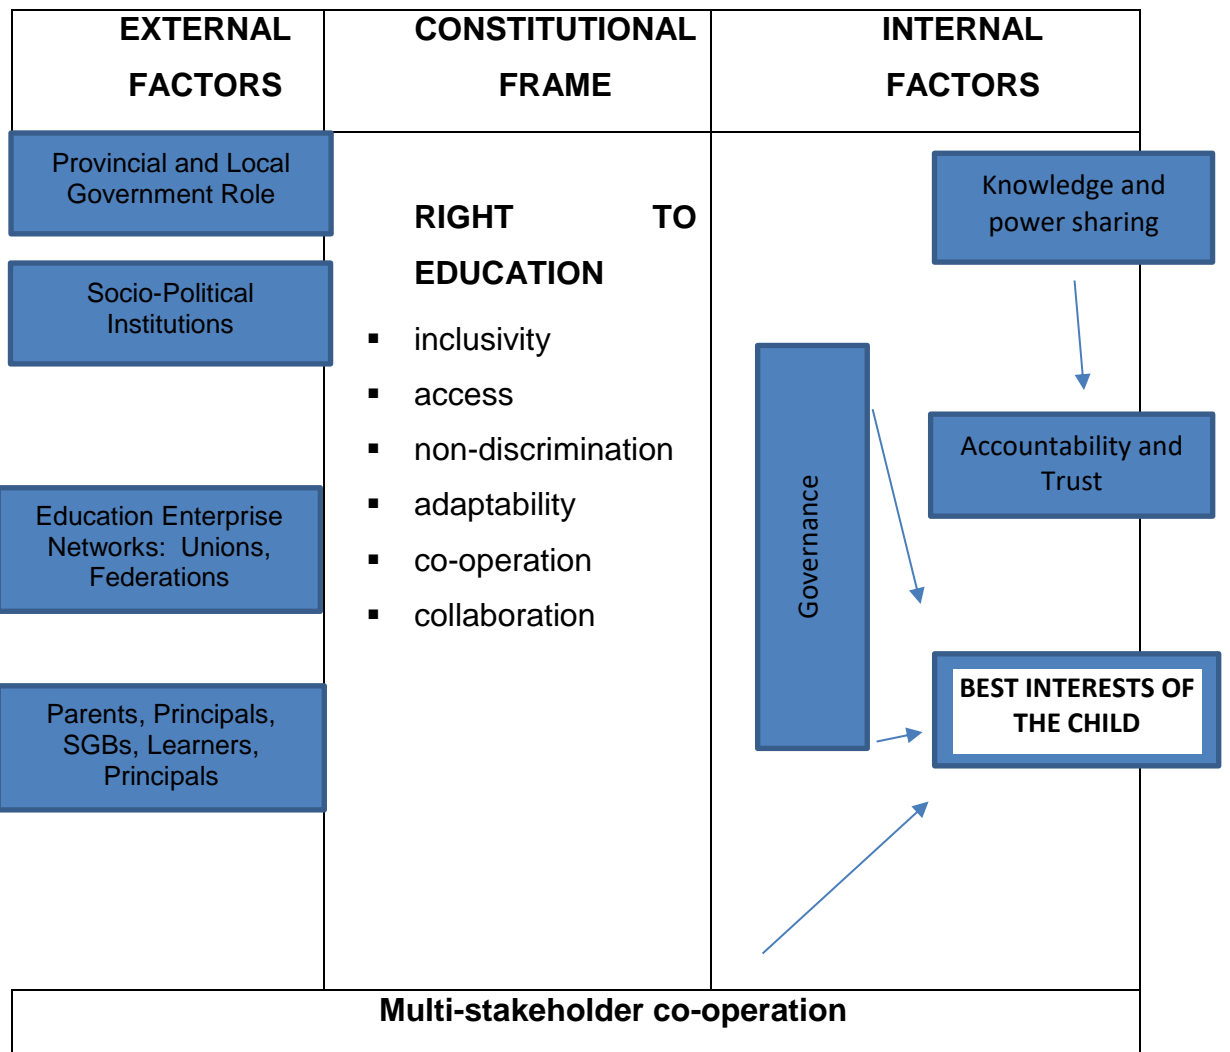 EXTERNAL
FACTORS
CONSTITUTIONAL
FRAME
INTERNAL
FACTORS
Provincial and Local
Government Role
Socio-Political
Institutions
Education Enterprise
Networks: Unions,
Federations
Parents, Principals,
SGBs, Learners,
Principals
RIGHT TO
EDUCATION
▪ inclusivity
▪ access
▪ non-discrimination
▪ adaptability
▪ co-operation
▪ collaboration
Knowledge and
power sharing
Governance
Accountability and
Trust
BEST INTERESTS OF
THE CHILD
Multi-stakeholder co-operation